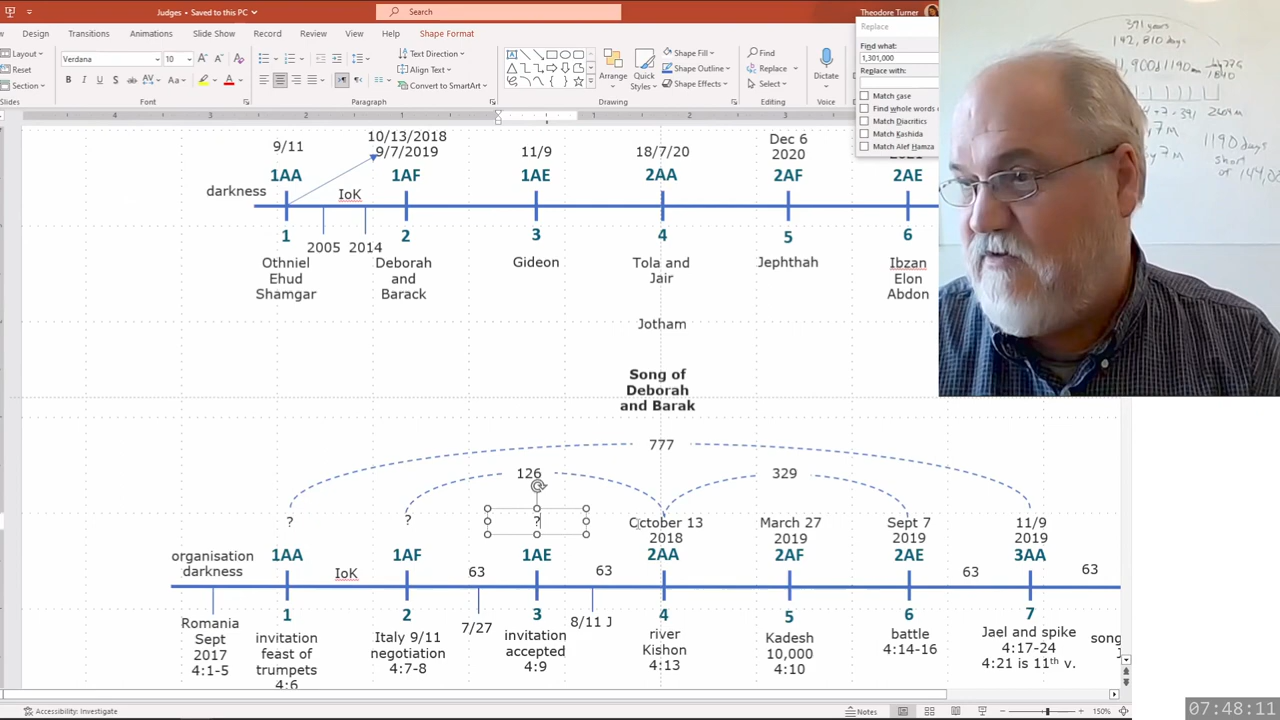 Judges • Saved to this PC
Search
Theodore Turner
Design
Transitions
Animations
Slide Show
Record
Review
View
Help
Shape Format
Layout
Reset
Section
Verdana
10
Text Direction
Align Text
Convert to SmartArt
Arrange
Quick
Styles
Shape Fill
Shape Outline
Shape Effects
Find
Replace
Select
Dictate
Slides
Font
Paragraph
Drawing
Editing
Voice
Replace
Find what:
1,301,000
Replace with:
Match case
Find whole words
Match Diacritics
Match Kashida
Match Alef Hamza
391 years
142,810 days
1190 days
short
9/11
10/13/2018
9/7/2019
11/9
18/7/20
Dec 6
2020
1AA
1AF
1AE
2AA
2AF
2AE
darkness
IoK
1
2005
2014
2
3
4
5
6
Othniel
Ehud
Shamgar
Deborah
and
Barack
Gideon
Tola and
Jair
Jephthah
Ibzan
Elon
Abdon
Jotham
Song of
Deborah
and Barak
777
126
329
?
?
?
October 13
2018
March 27
2019
Sept 7
2019
11/9
2019
organisation
darkness
1AA
IoK
1AF
63
1AE
63
2AA
2AF
2AE
63
3AA
63
1
2
3
4
5
6
7
Romania
Sept
2017
4:1-5
invitation
feast of
trumpets
4:6
Italy 9/11
negotiation
4:7-8
7/27
invitation
accepted
4:9
8/11 J
river
Kishon
4:13
Kadesh
10,000
4:10
battle
4:14-16
Jael and spike
4:17-24
4:21 is 11th v.
Accessibility: Investigate
Notes
150%
07:48:11